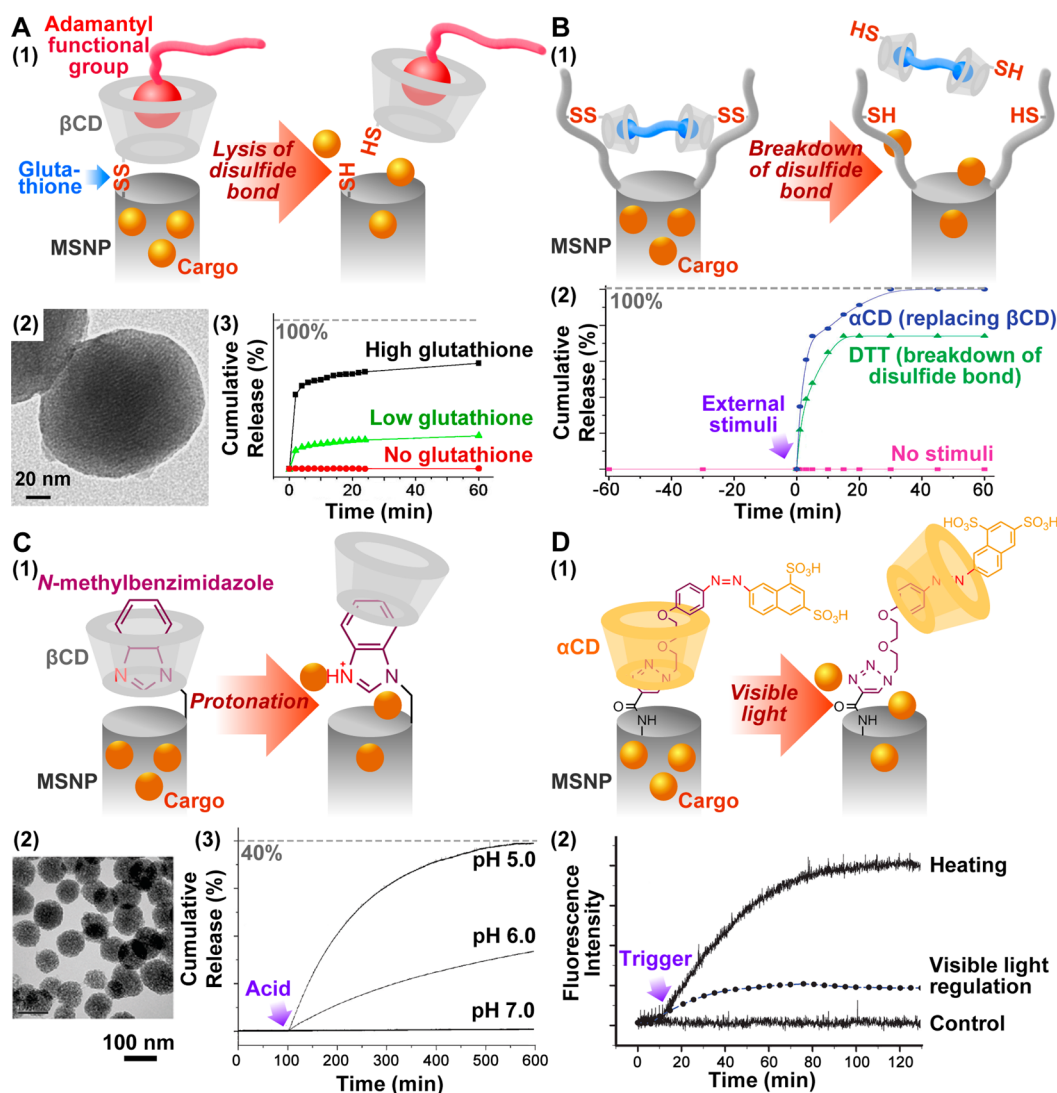 A
(1)
Adamantyl
functional
group
βCD
Gluta-
thione
SS
Lysis of
disulfide
bond
HS
SH
MSNP
Cargo
(2)
20 nm
(3)
Cumulative
Release (%)
100%
High glutathione
Low glutathione
No glutathione
0 20 40 60
Time (min)
B
(1)
SS
SS
Breakdown
of disulfide
bond
HS
SH
SH
HS
MSNP
Cargo
(2)
Cumulative
Release (%)
100%
αCD (replacing βCD)
DTT (breakdown of
disulfide bond)
External
stimuli
No stimuli
-60 -40 -20 0 20 40 60
Time (min)
C
(1)
N-methylbenzimidazole
βCD
N
N
Protonation
HN
+
N
MSNP
Cargo
(2)
100 nm
(3)
Cumulative
Release (%)
40%
pH 5.0
pH 6.0
pH 7.0
Acid
0 100 200 300 400 500 600
Time (min)
D
(1)
αCD
N=N
SO₃H
SO₃H
O
O
N=N
N
O
NH
Visible
light
HO₃S
SO₃H
N=N
O
O
N=N
N
O
NH
MSNP
Cargo
(2)
Fluorescence
Intensity
Trigger
Heating
Visible light
regulation
Control
0 20 40 60 80 100 120
Time (min)